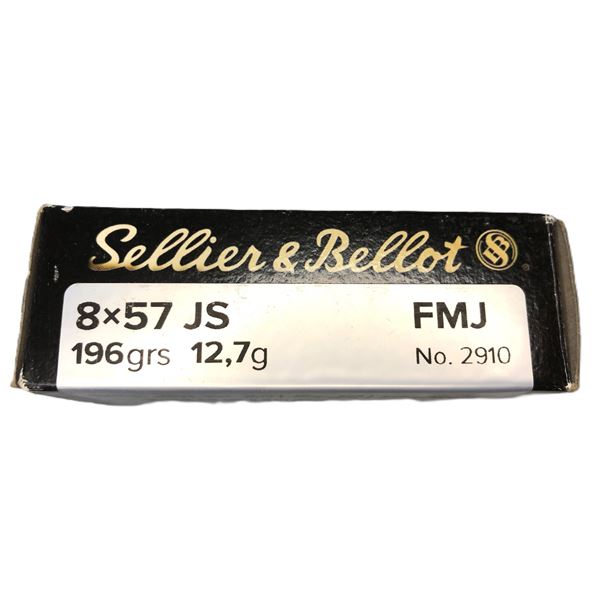 Sellier & Bellot
8×57 JS FMJ
196grs 12,7g No. 2910